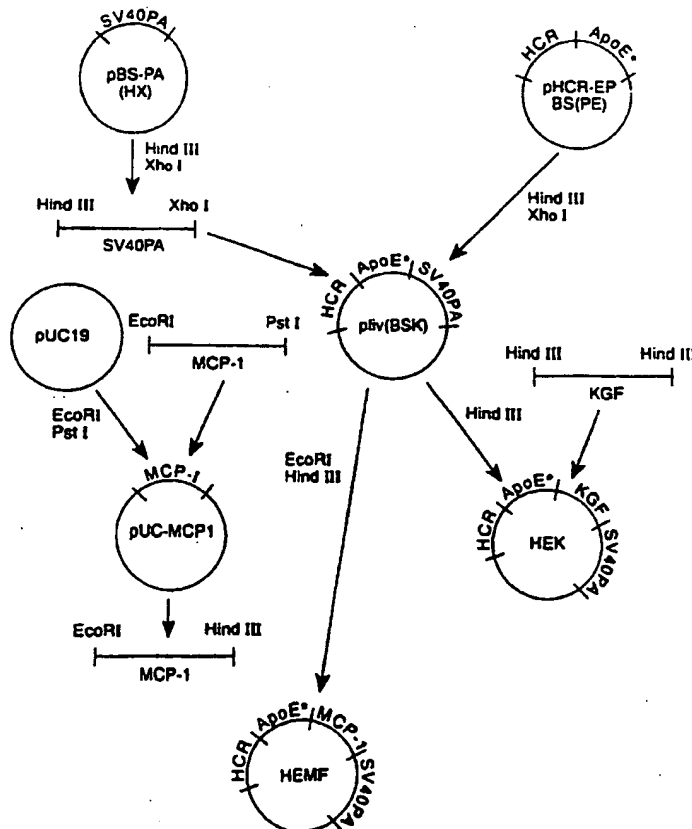 SV40PA
pBS-PA
(HX)
Hind III
Xho I
Hind III Xho I
SV40PA
HCR ApoE*
pHCR-EP
BS(PE)
Hind III
Xho I
HCR ApoE* SV40PA
pliv(BSK)
pUC19
EcoRI Pst I
MCP-1
EcoRI
Pst I
MCP-I
pUC-MCP1
EcoRI Hind III
MCP-1
EcoRI
Hind III
Hind III
Hind III Hind II
KGF
HCR ApoE* KGF SV40PA
HEK
HCR ApoE* MCP-1 SV40PA
HEMF